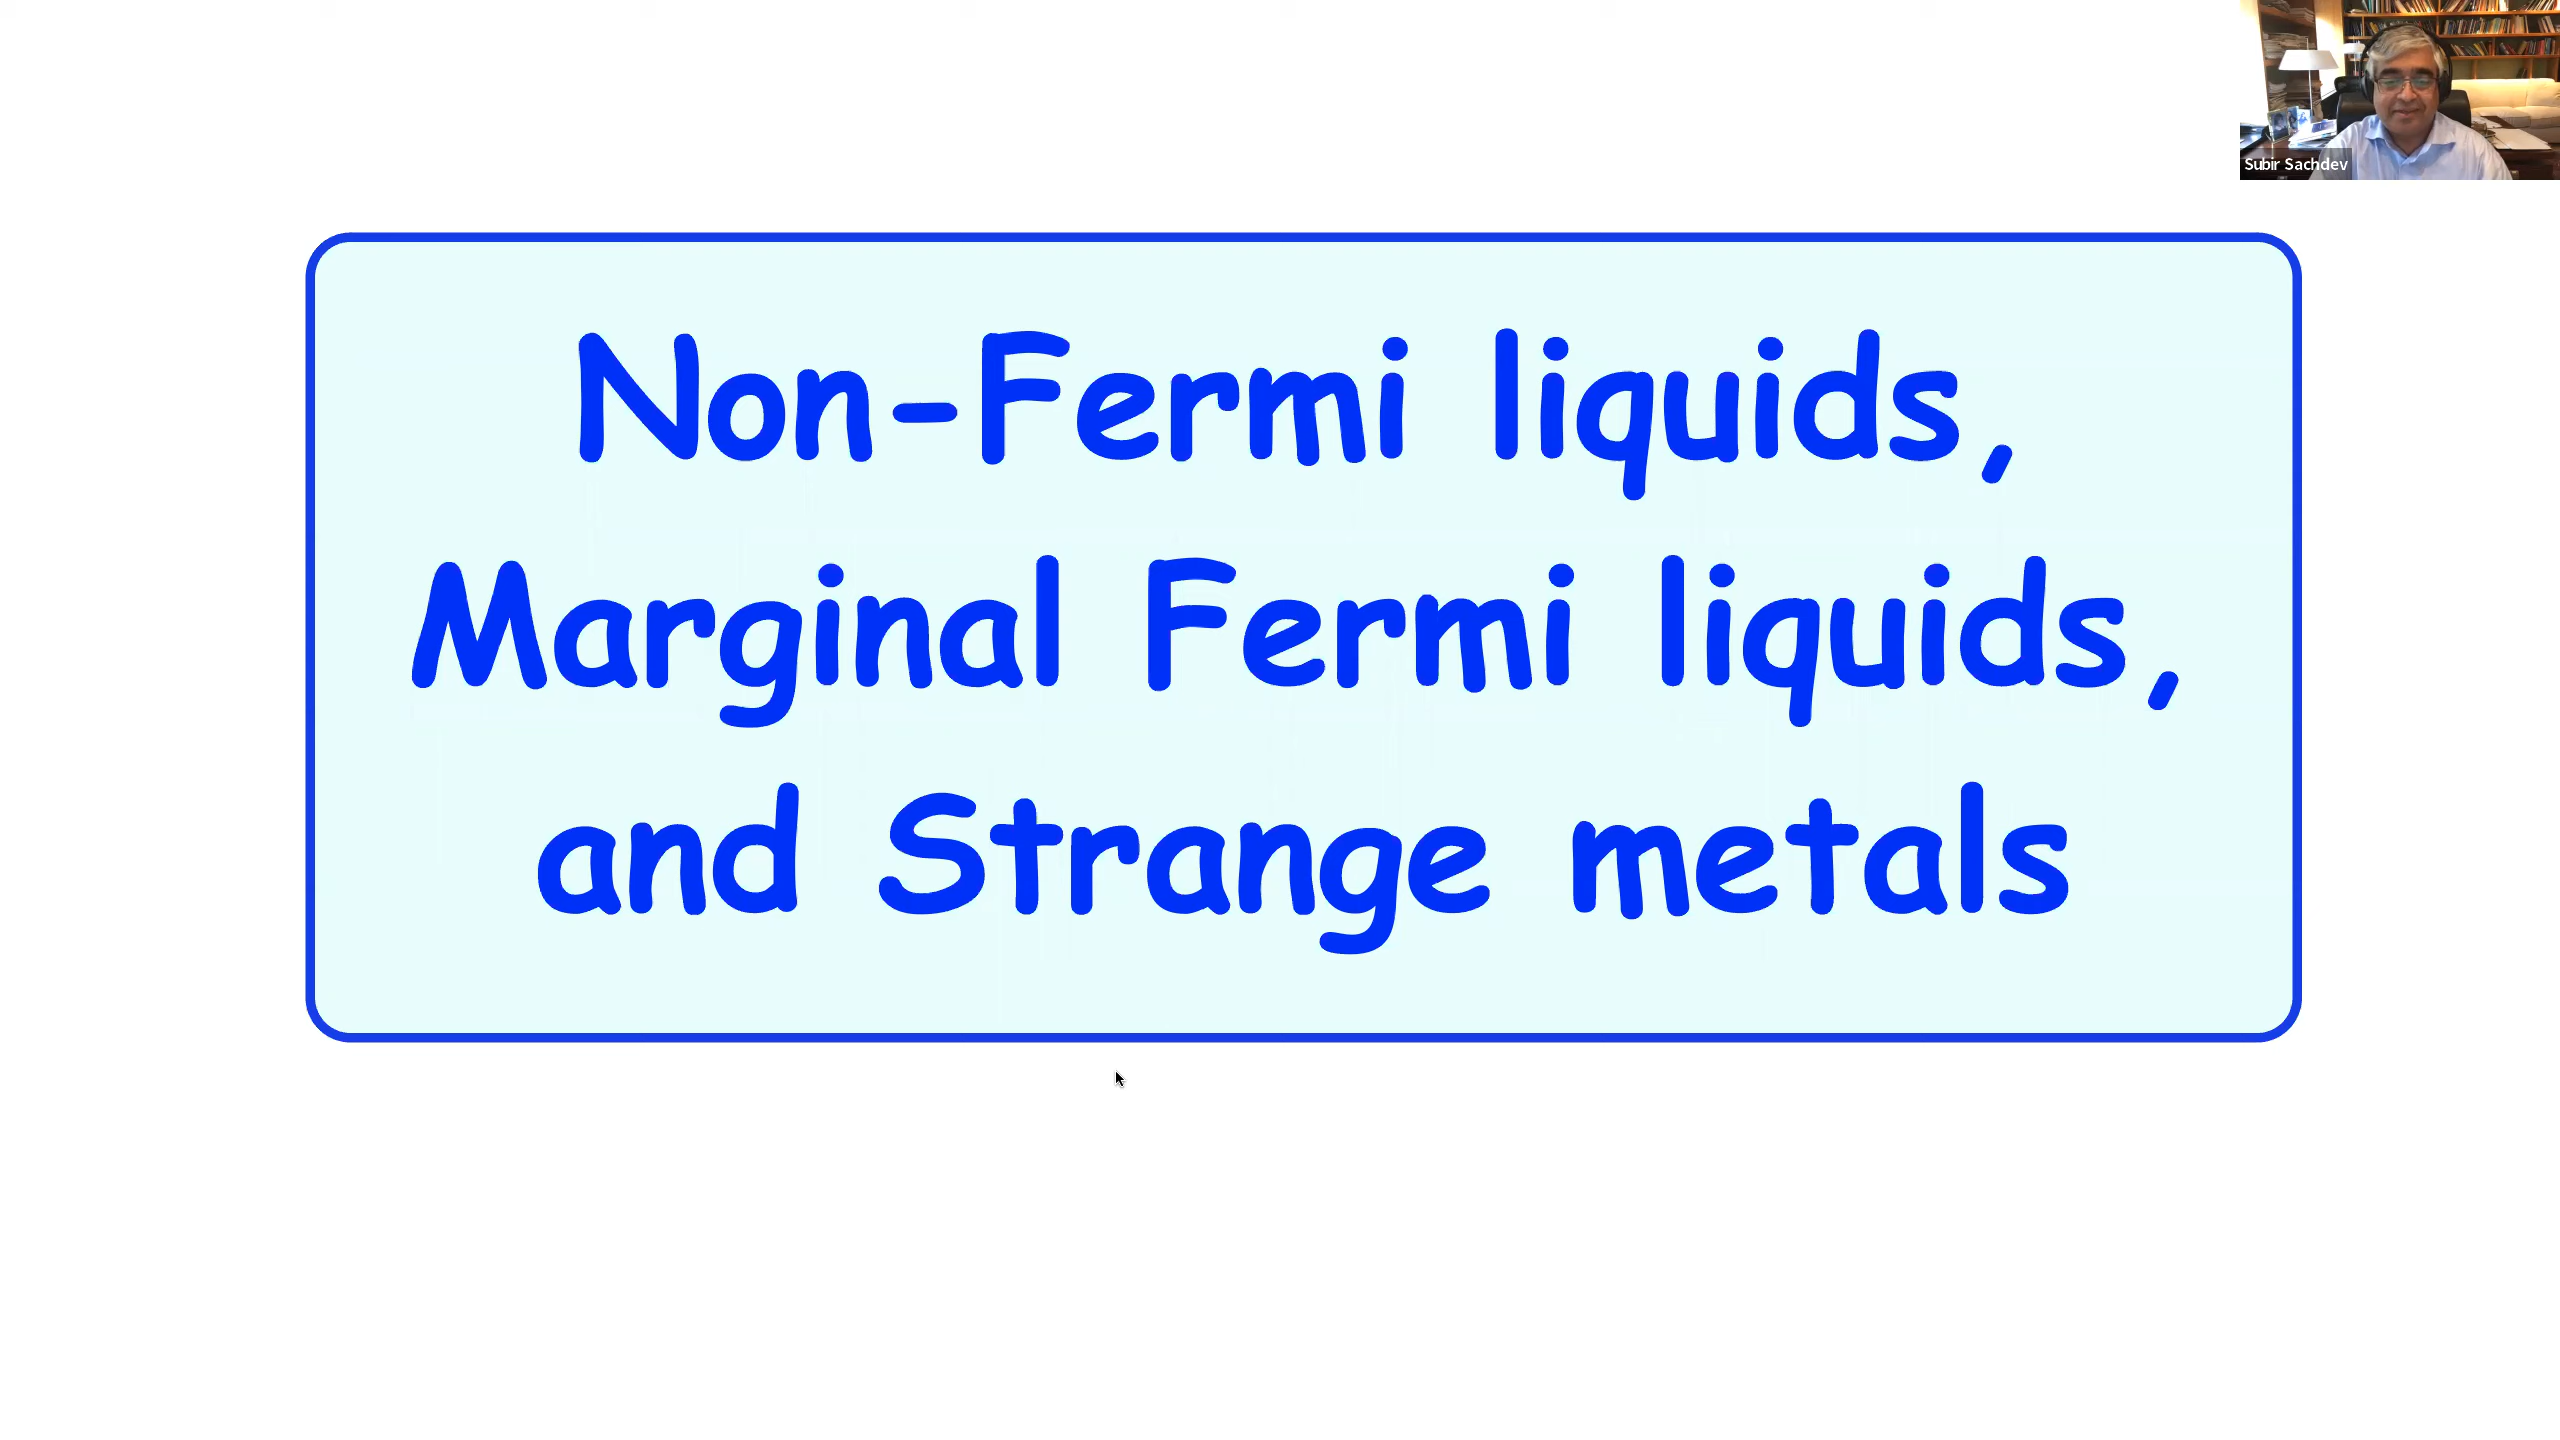 Subir Sachdev
Non-Fermi liquids,
Marginal Fermi liquids,
and Strange metals